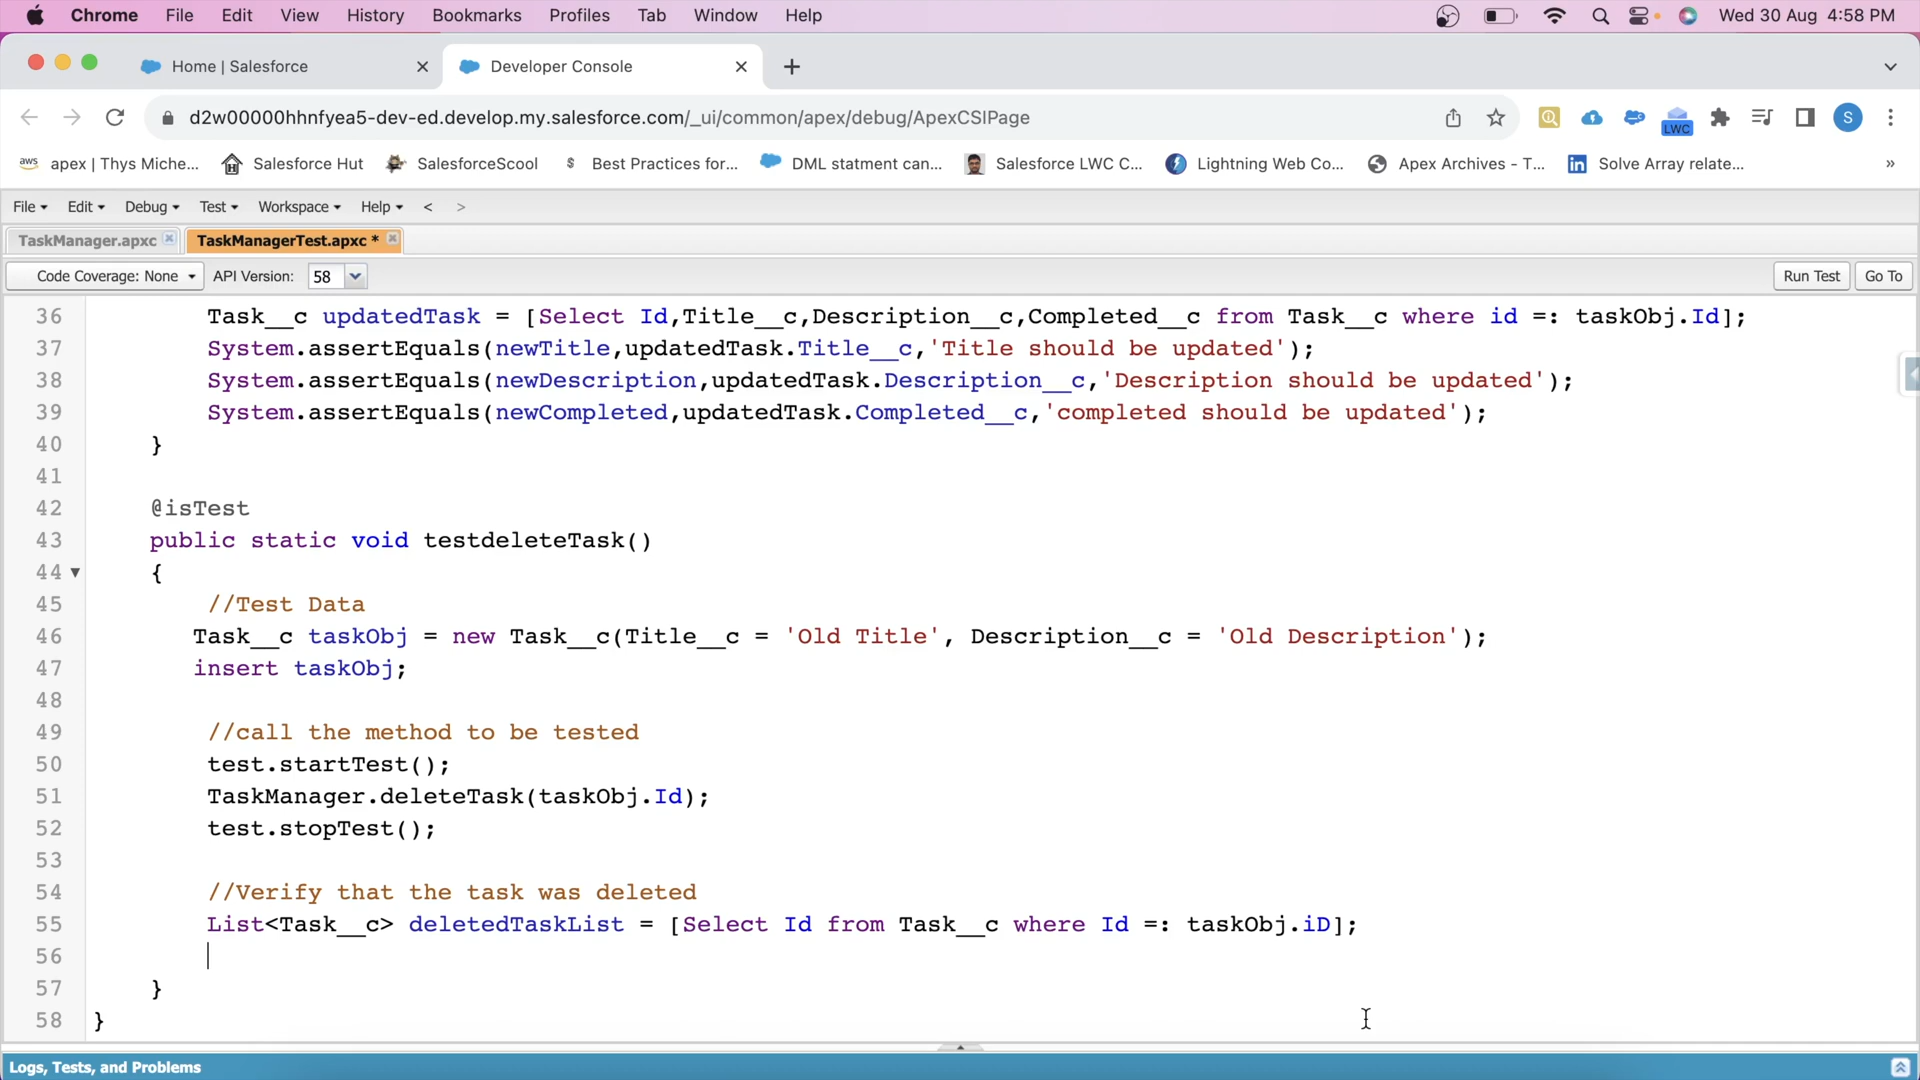 Chrome File Edit View History Bookmarks Profiles Tab Window Help Wed 30 Aug 4:58 PM
Home | Salesforce Developer Console
d2w00000hhnfyea5-dev-ed.develop.my.salesforce.com/_ui/common/apex/debug/ApexCSIPage LWC S
aws apex | Thys Miche... Salesforce Hut SalesforceScool Best Practices for... DML statment can... Salesforce LWC C... Lightning Web Co... Apex Archives - T... in Solve Array relate... »
File Edit Debug Test Workspace Help < >
TaskManager.apxc TaskManagerTest.apxc *
Code Coverage: None API Version: 58 Run Test Go To
36 Task__c updatedTask = [Select Id,Title__c,Description__c,Completed__c from Task__c where id =: taskObj.Id];
37 System.assertEquals(newTitle,updatedTask.Title__c,'Title should be updated');
38 System.assertEquals(newDescription,updatedTask.Description__c,'Description should be updated');
39 System.assertEquals(newCompleted,updatedTask.Completed__c,'completed should be updated');
40 }
41
42 @isTest
43 public static void testdeleteTask()
44 {
45 //Test Data
46 Task__c taskObj = new Task__c(Title__c = 'Old Title', Description__c = 'Old Description');
47 insert taskObj;
48
49 //call the method to be tested
50 test.startTest();
51 TaskManager.deleteTask(taskObj.Id);
52 test.stopTest();
53
54 //Verify that the task was deleted
55 List<Task__c> deletedTaskList = [Select Id from Task__c where Id =: taskObj.iD];
56
57 }
58 }
Logs, Tests, and Problems